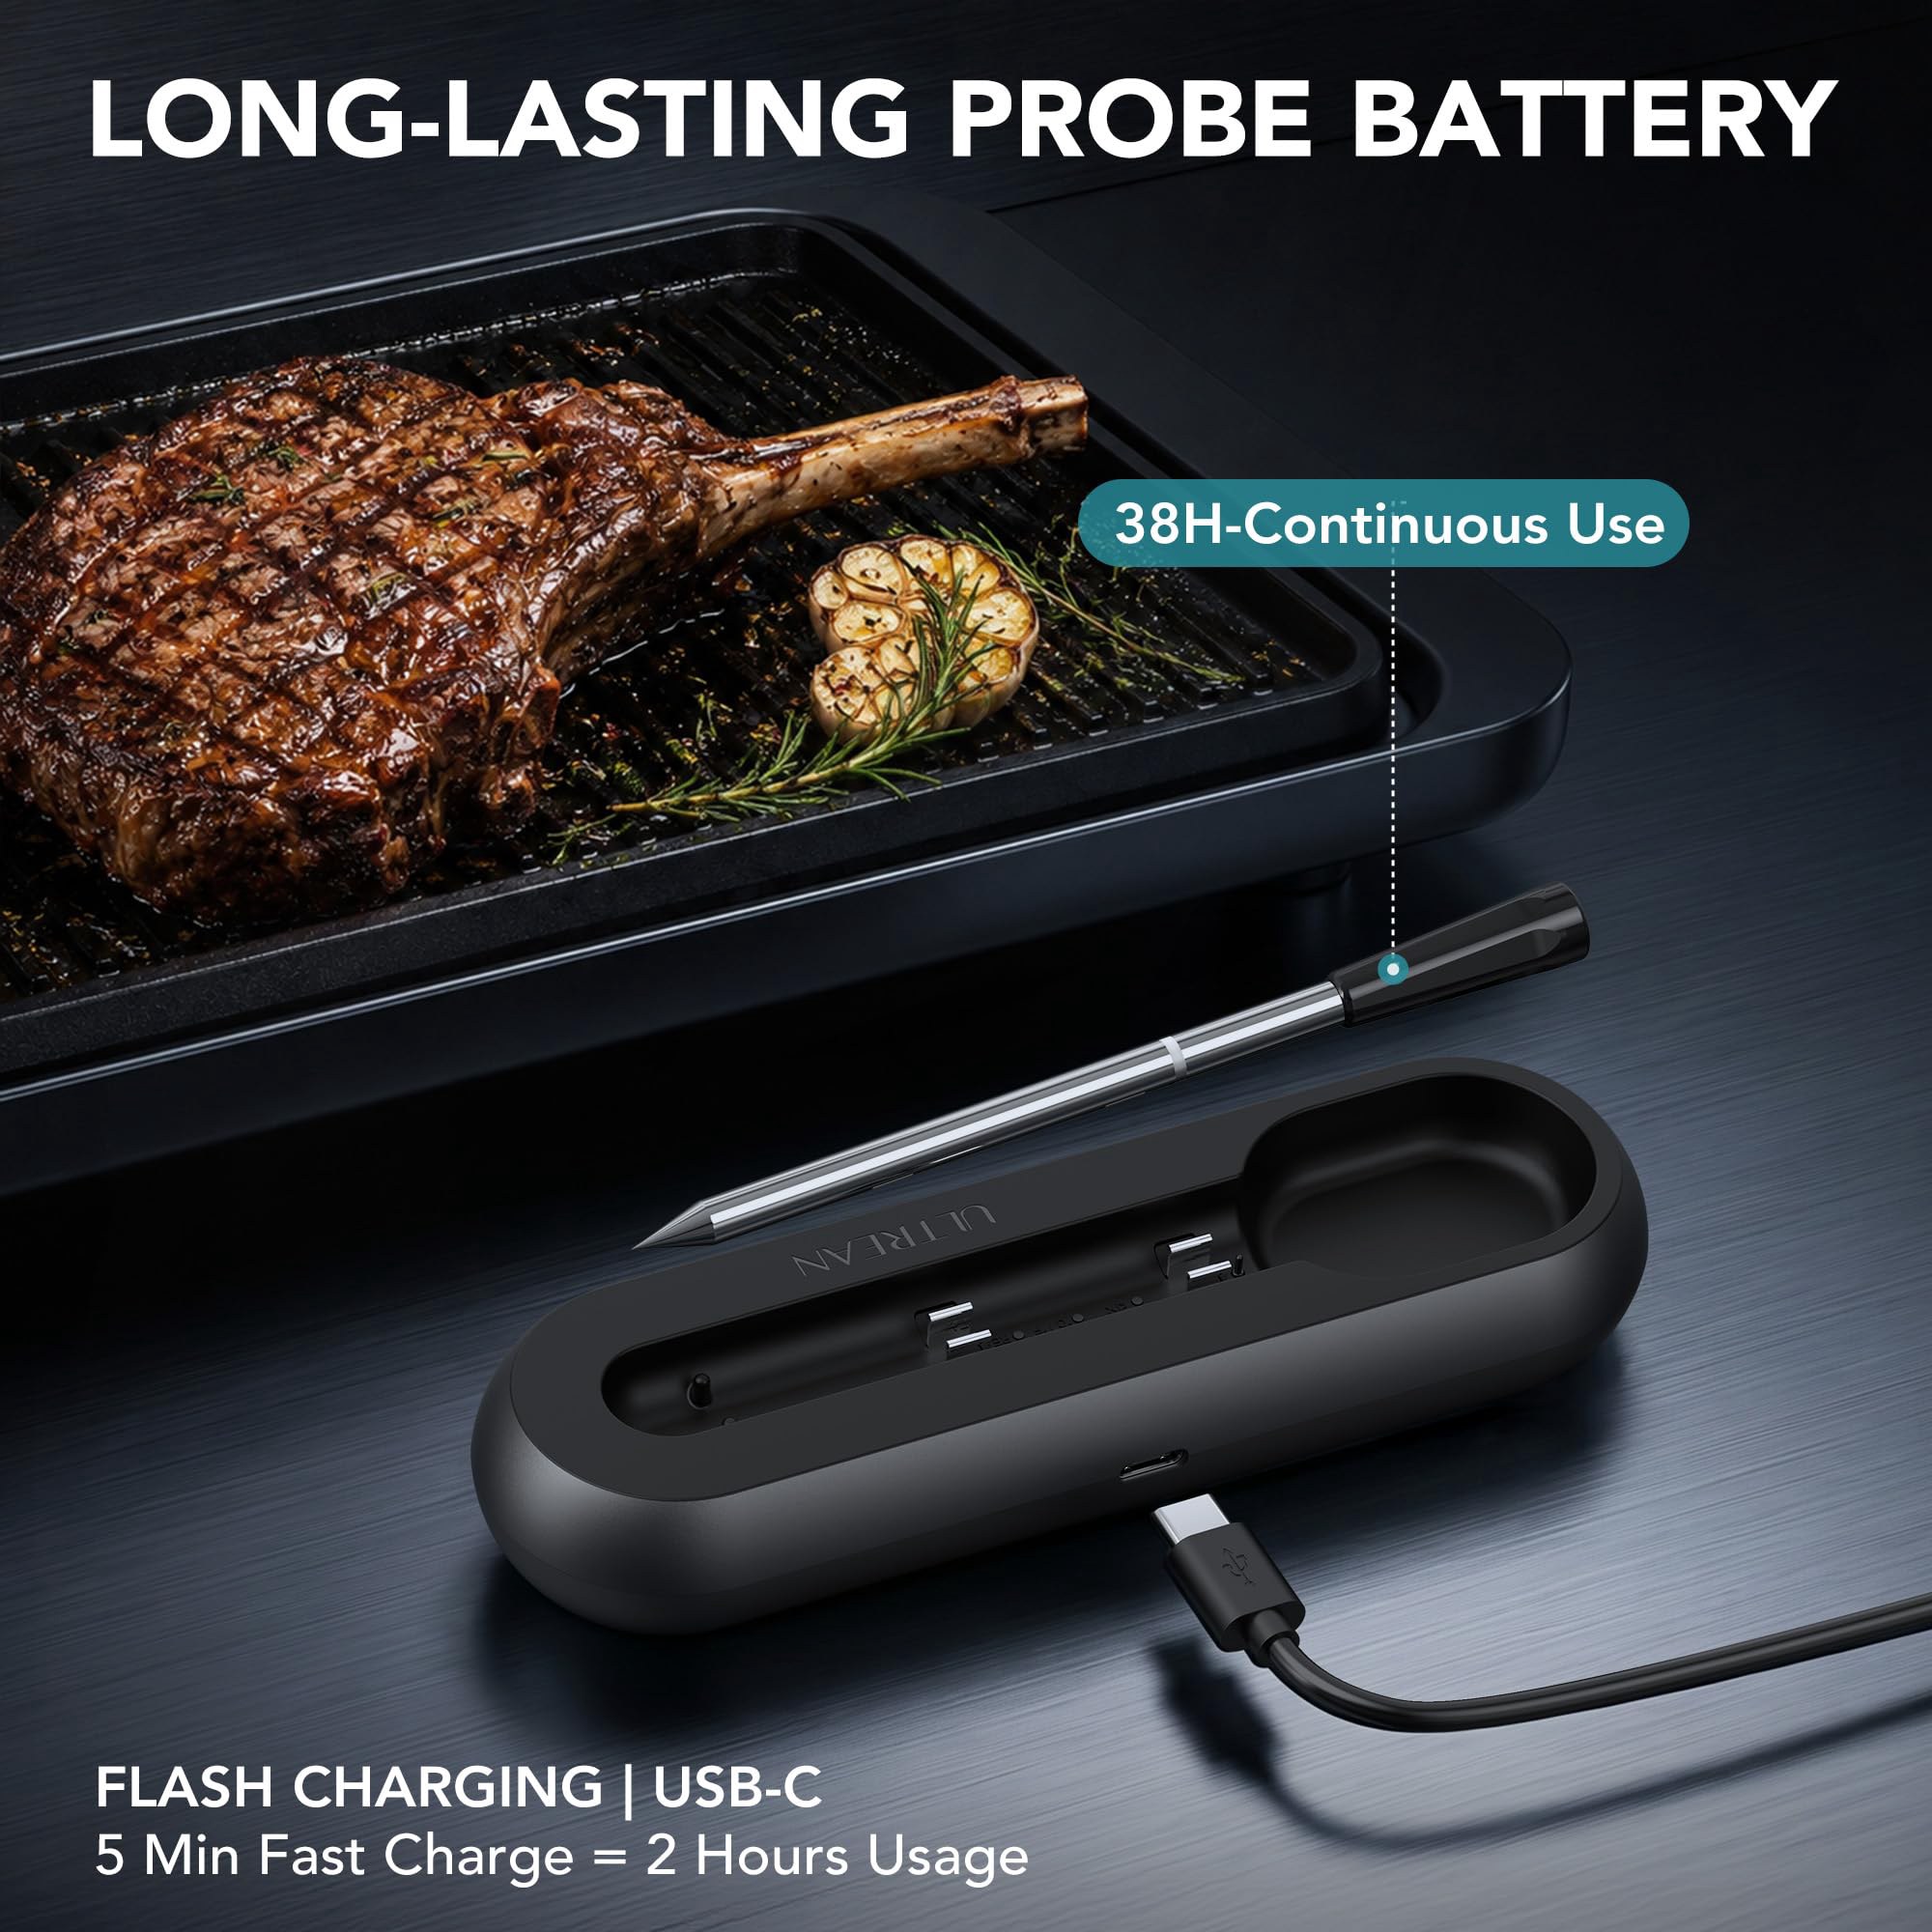 LONG-LASTING PROBE BATTERY
38H-Continuous Use
ULTREAN
FLASH CHARGING | USB-C
5 Min Fast Charge = 2 Hours Usage